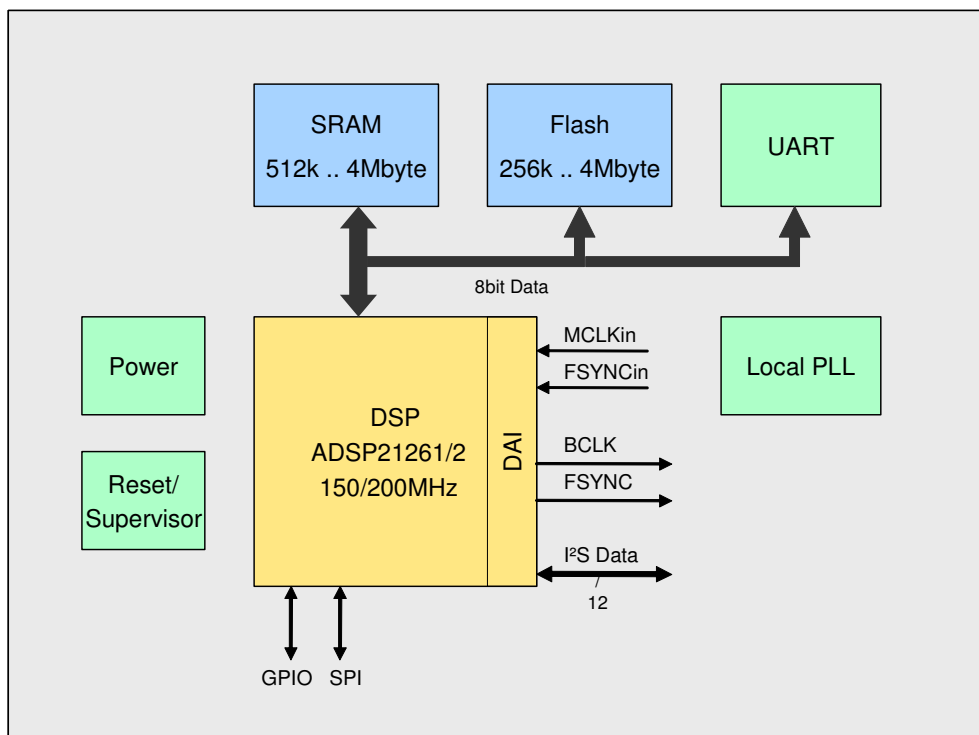 SRAM
512k .. 4Mbyte
Flash
256k .. 4Mbyte
UART
8bit Data
Power
Reset/
Supervisor
DSP
ADSP21261/2
150/200MHz
DAI
MCLKin
FSYNCin
BCLK
FSYNC
I²S Data
12
Local PLL
GPIO
SPI